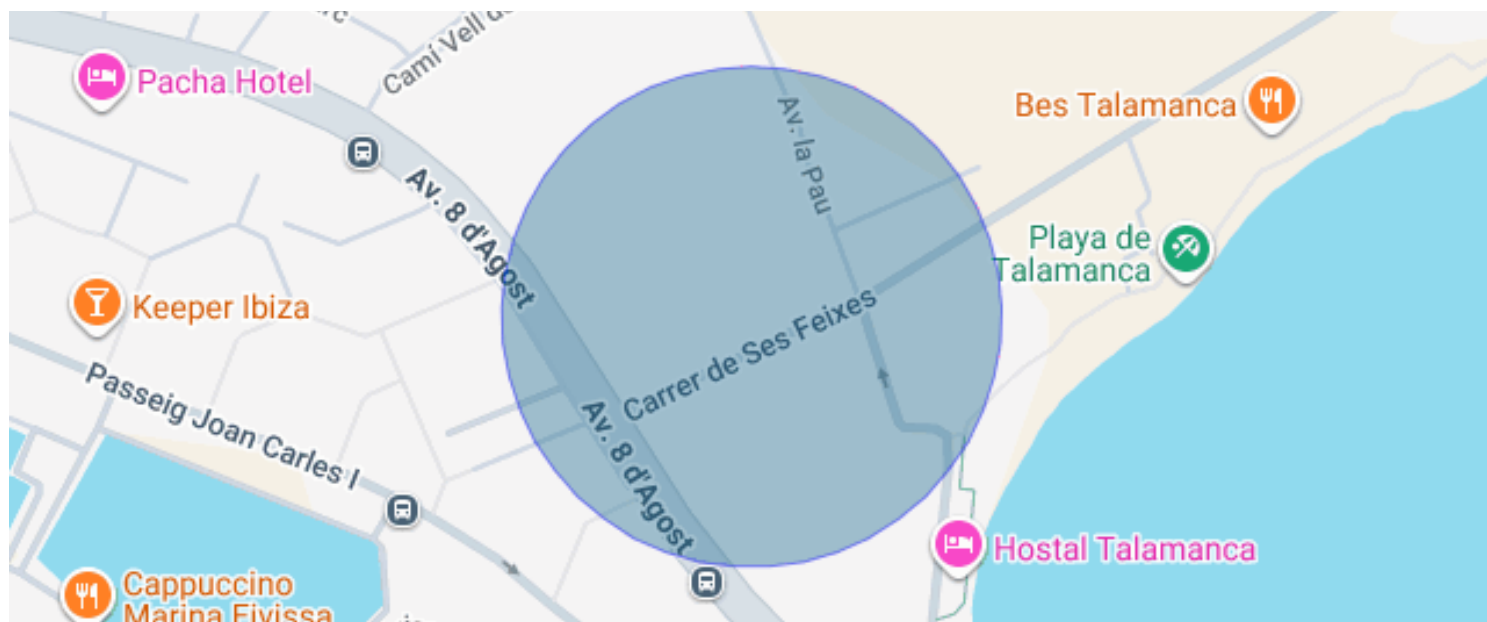 Camí Vell de
Pacha Hotel
Bes Talamanca
Av. la Pau
Av. 8 d'Agost
Playa de
Talamanca
Keeper Ibiza
Carrer de Ses Feixes
Passeig Joan Carles I
Av. 8 d'Agost
Hostal Talamanca
Cappuccino
Marina Eivissa